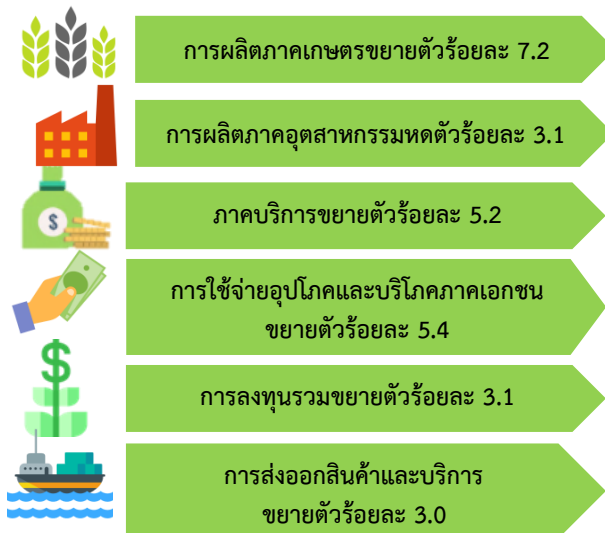 การผลิตภาคเกษตรขยายตัวร้อยละ 7.2
การผลิตภาคอุตสาหกรรมหดตัวร้อยละ 3.1
$
ภาคบริการขยายตัวร้อยละ 5.2
การใช้จ่ายอุปโภคและบริโภคภาคเอกชน
ขยายตัวร้อยละ 5.4
$
การลงทุนรวมขยายตัวร้อยละ 3.1
การส่งออกสินค้าและบริการ
ขยายตัวร้อยละ 3.0